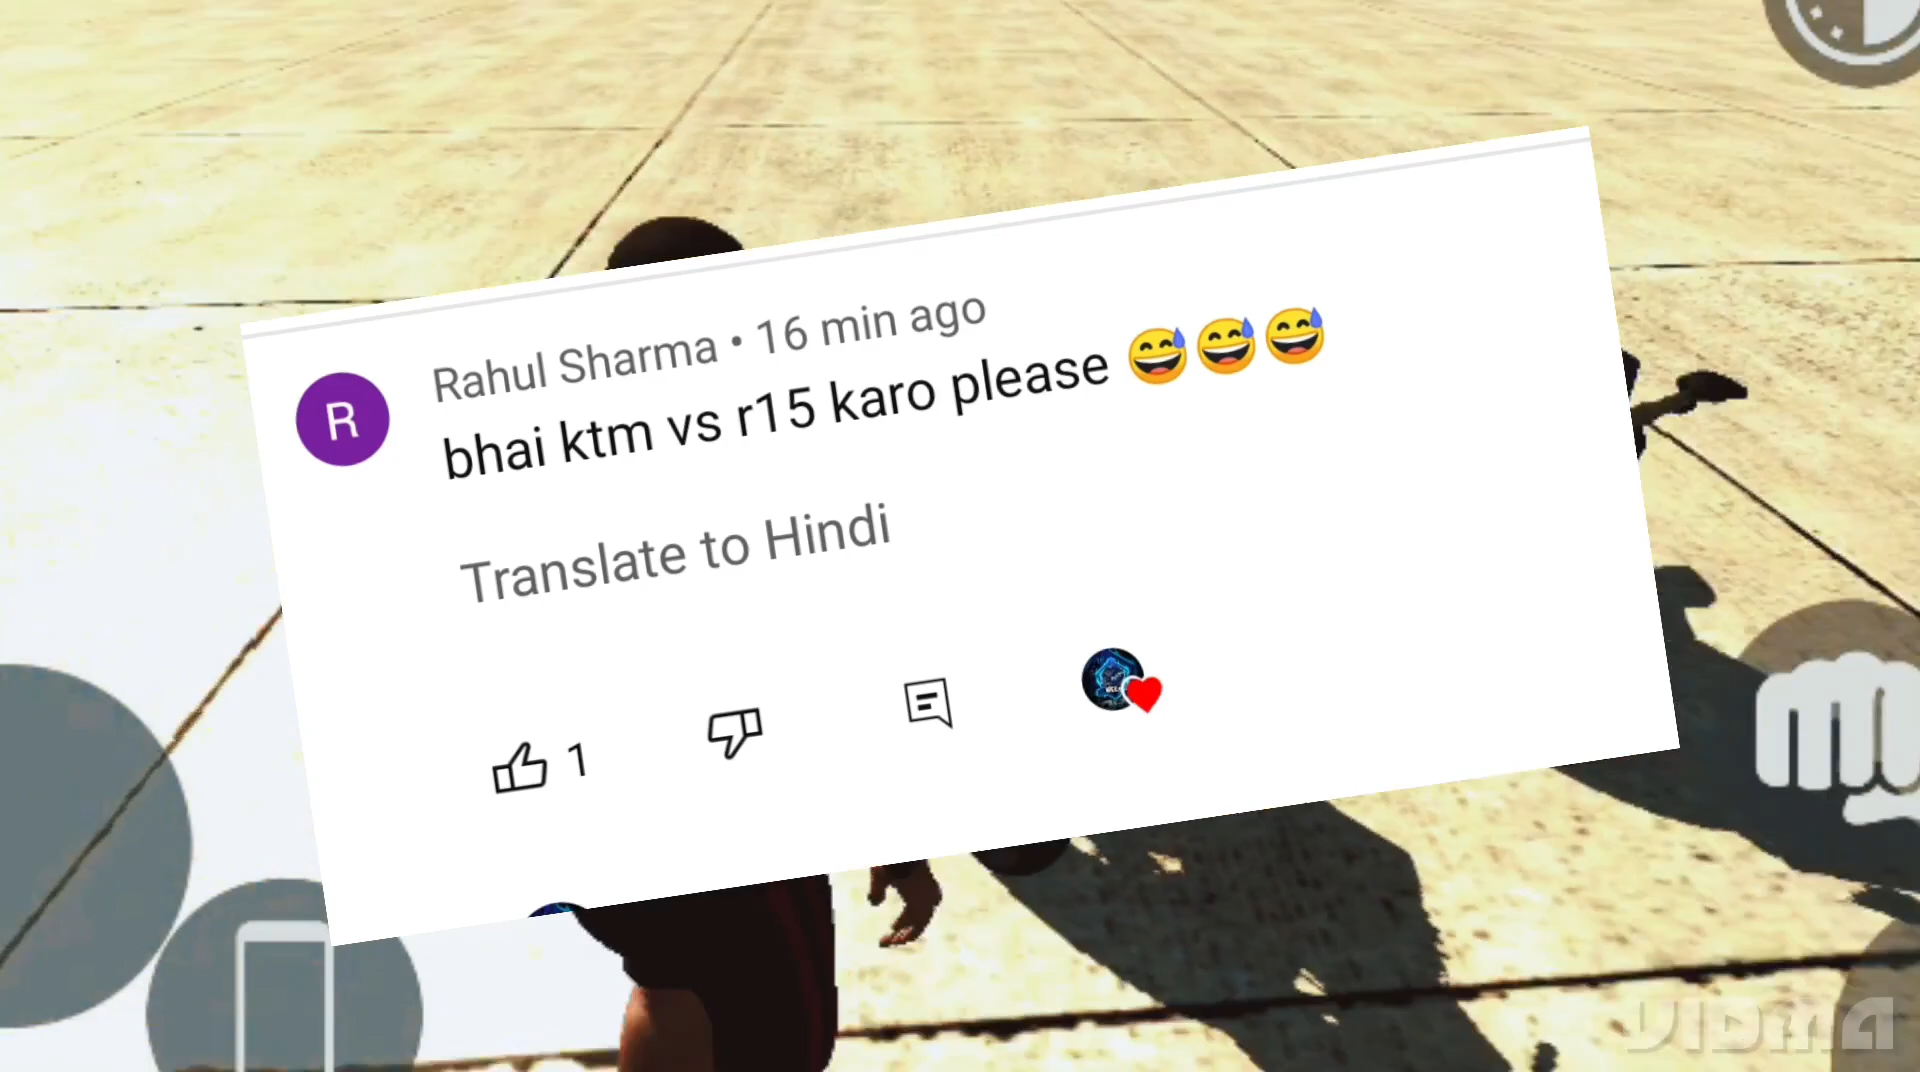 R
Rahul Sharma • 16 min ago
bhai ktm vs r15 karo please 😅😅😅
Translate to Hindi
1
VIDMA